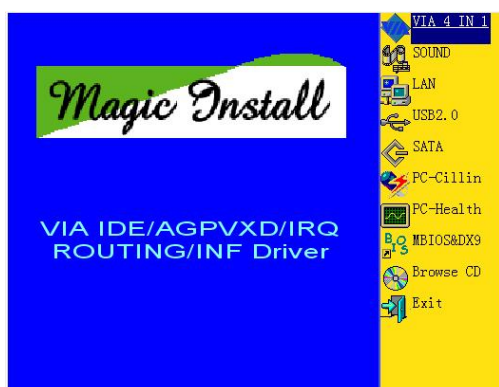 Magic Install
VIA IDE/AGPVXD/IRQ
ROUTING/INF Driver
VIA 4 IN 1
SOUND
LAN
USB2.0
SATA
PC-Cillin
PC-Health
BIOS
MBIOS&DX9
Browse CD
Exit